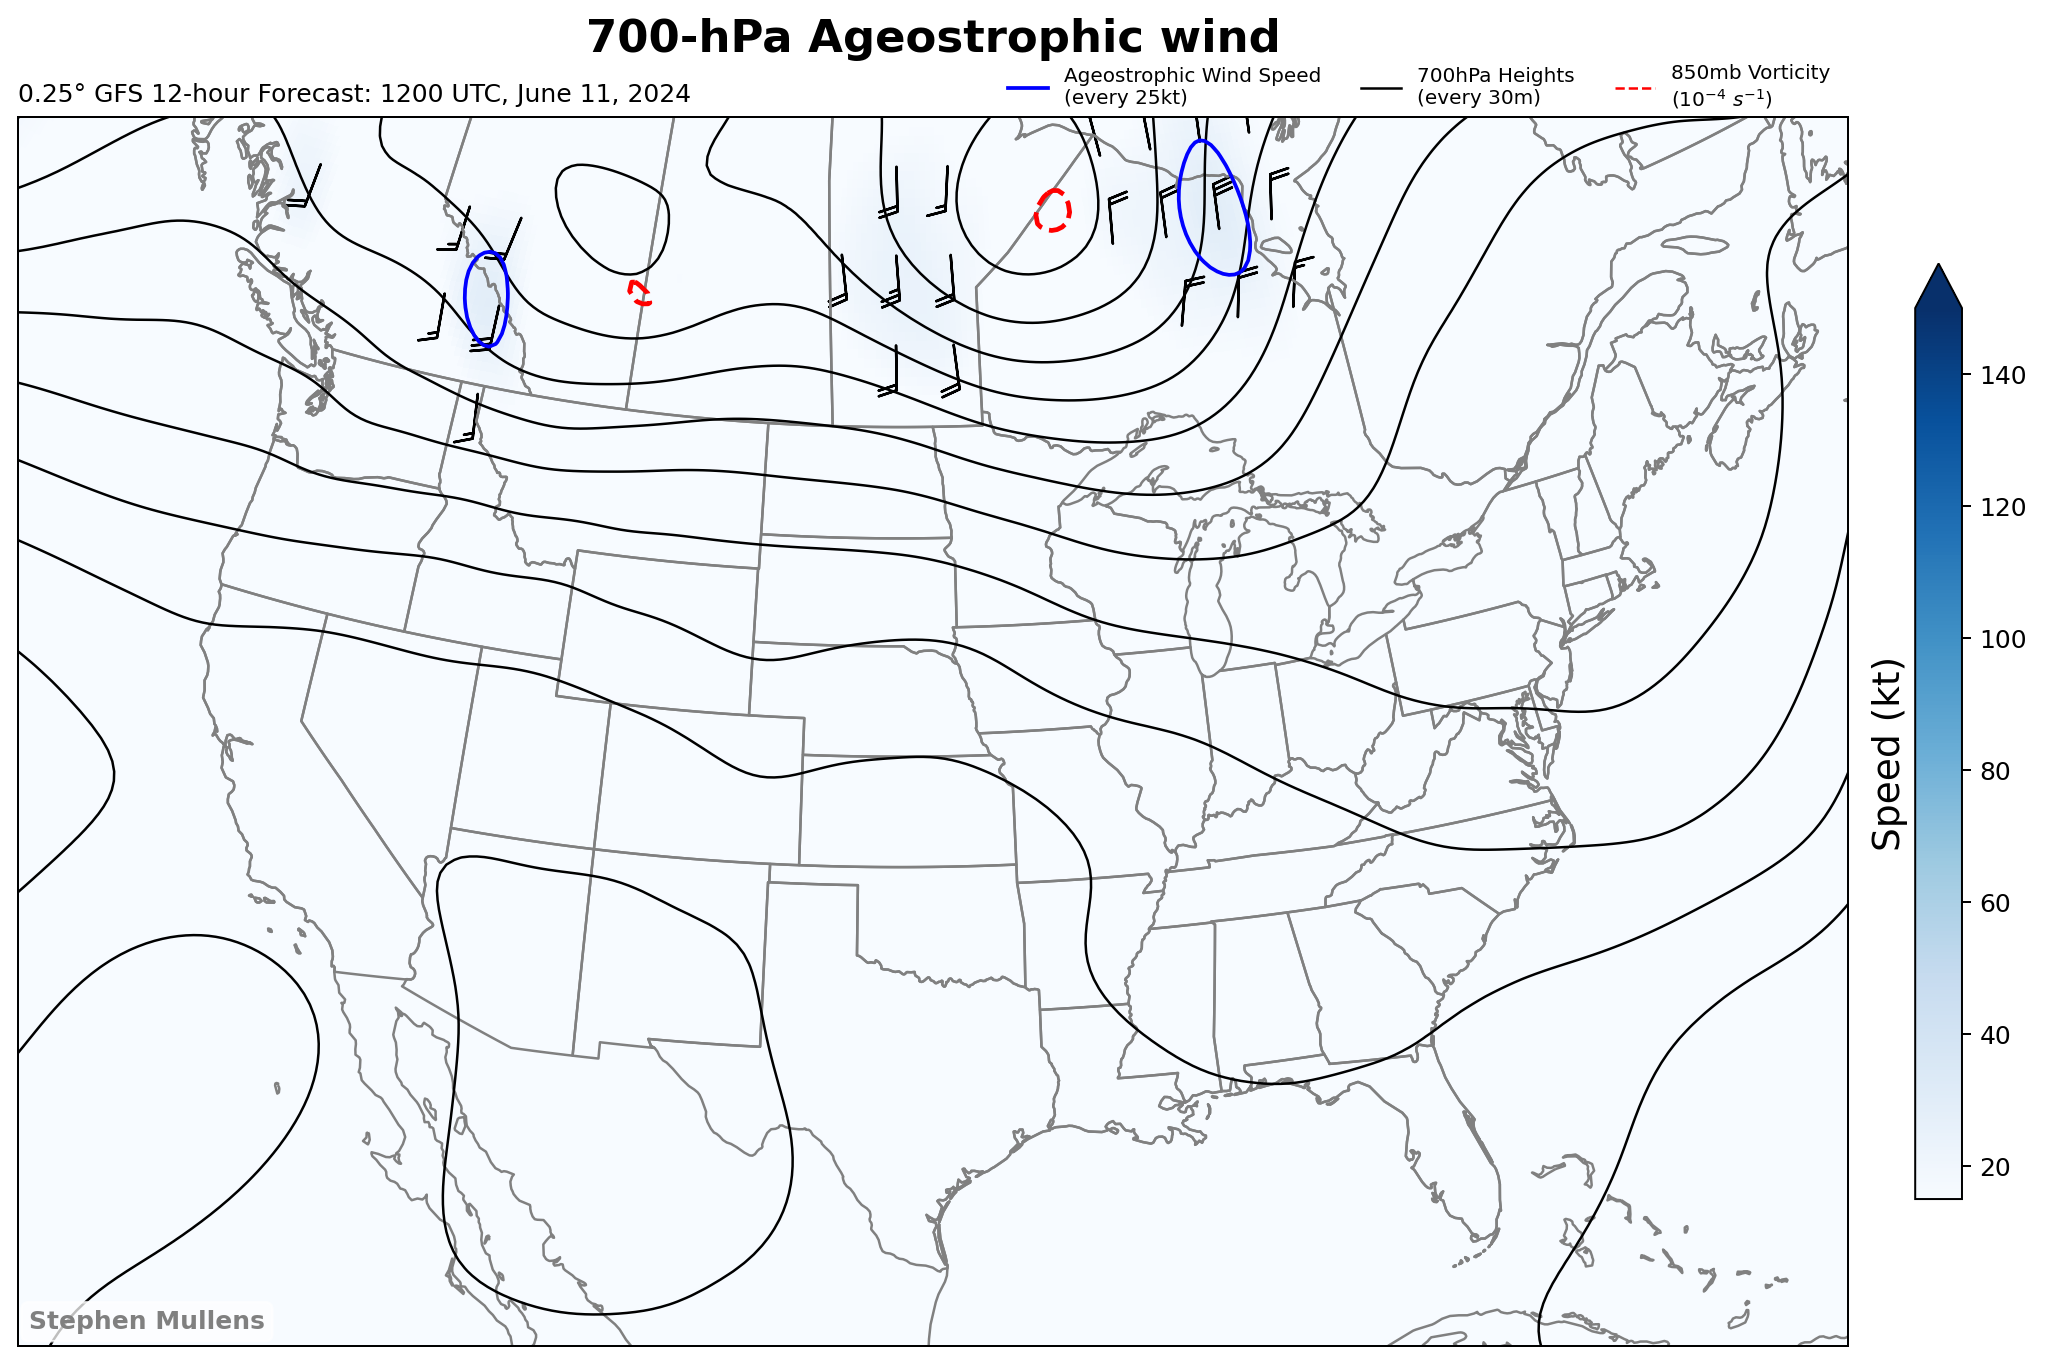 700-hPa Ageostrophic wind
0.25° GFS 12-hour Forecast: 1200 UTC, June 11, 2024
Ageostrophic Wind Speed
(every 25kt)
700hPa Heights
(every 30m)
850mb Vorticity
(10⁻⁴ s⁻¹)
140
120
100
80
60
40
20
Speed (kt)
Stephen Mullens